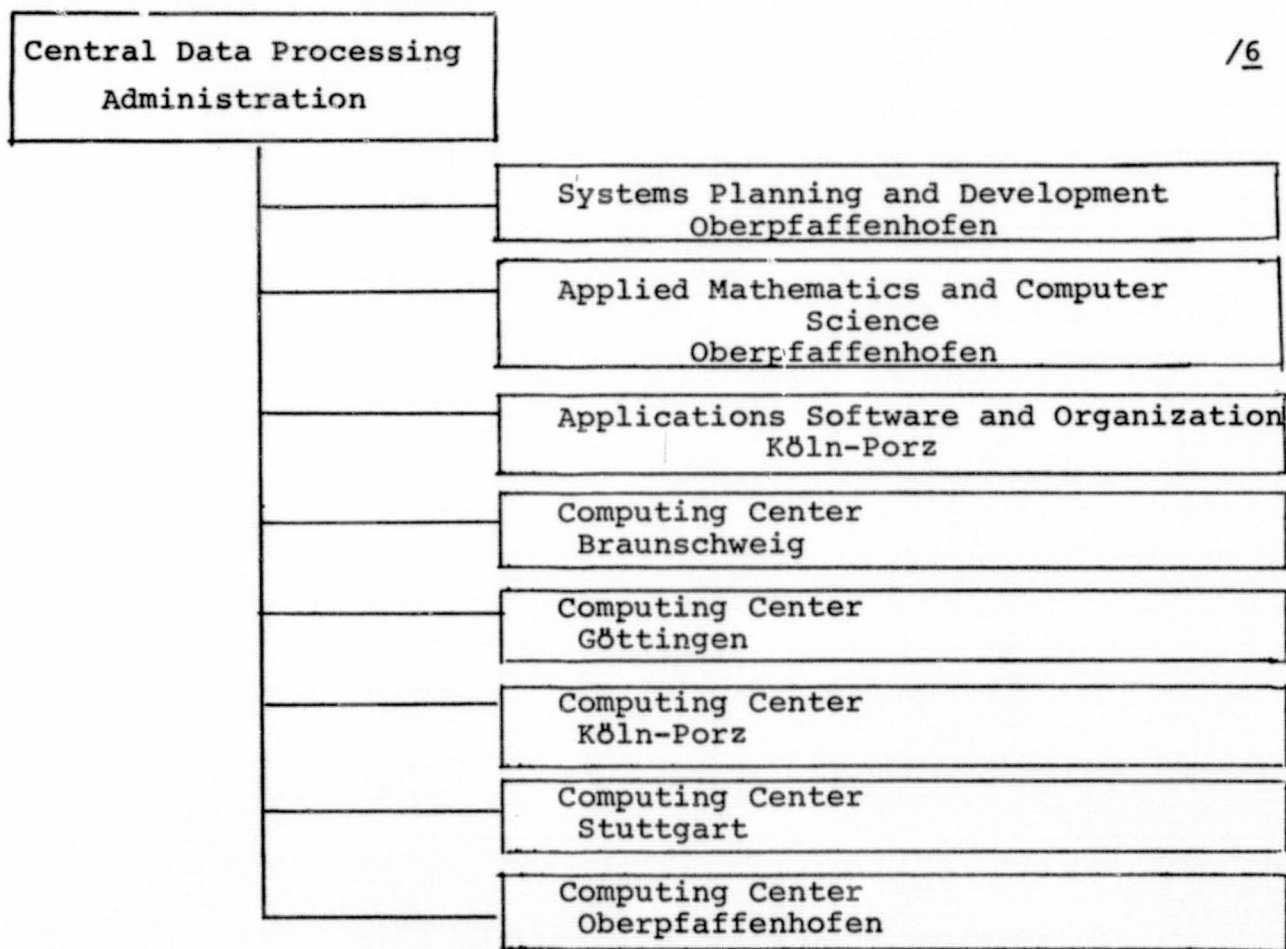 Central Data Processing
Administration
/6
Systems Planning and Development
Oberpfaffenhofen
Applied Mathematics and Computer
Science
Oberpfaffenhofen
Applications Software and Organization
Köln-Porz
Computing Center
Braunschweig
Computing Center
Göttingen
Computing Center
Köln-Porz
Computing Center
Stuttgart
Computing Center
Oberpfaffenhofen